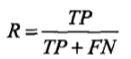 R = TP / (TP + FN)